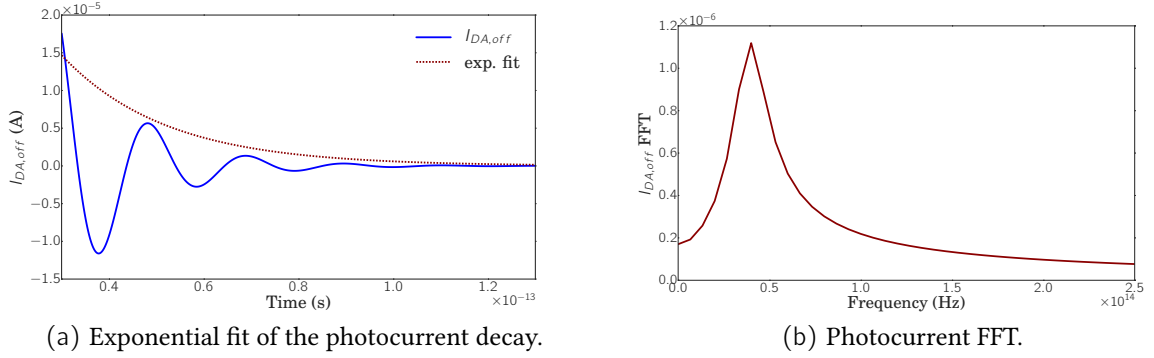 ×10⁻⁵
2.0
1.5
1.0
0.5
0.0
−0.5
−1.0
−1.5
I_{DA,off} (A)
I_{DA,off}
exp. fit
0.4 0.6 0.8 1.0 1.2
Time (s)
×10⁻¹³
(a) Exponential fit of the photocurrent decay.
×10⁻⁶
1.2
1.0
0.8
0.6
0.4
0.2
0.0
I_{DA,off} FFT
0.0 0.5 1.0 1.5 2.0 2.5
Frequency (Hz)
×10¹⁴
(b) Photocurrent FFT.